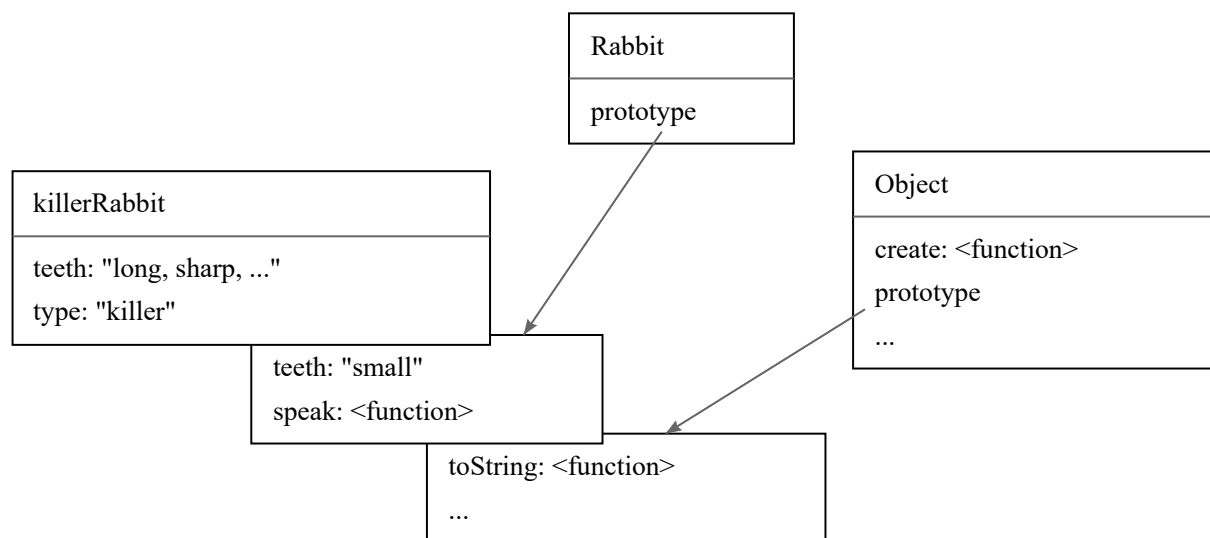 Rabbit
prototype
killerRabbit
teeth: "long, sharp, ..."
type: "killer"
Object
create: <function>
prototype
...
teeth: "small"
speak: <function>
toString: <function>
...